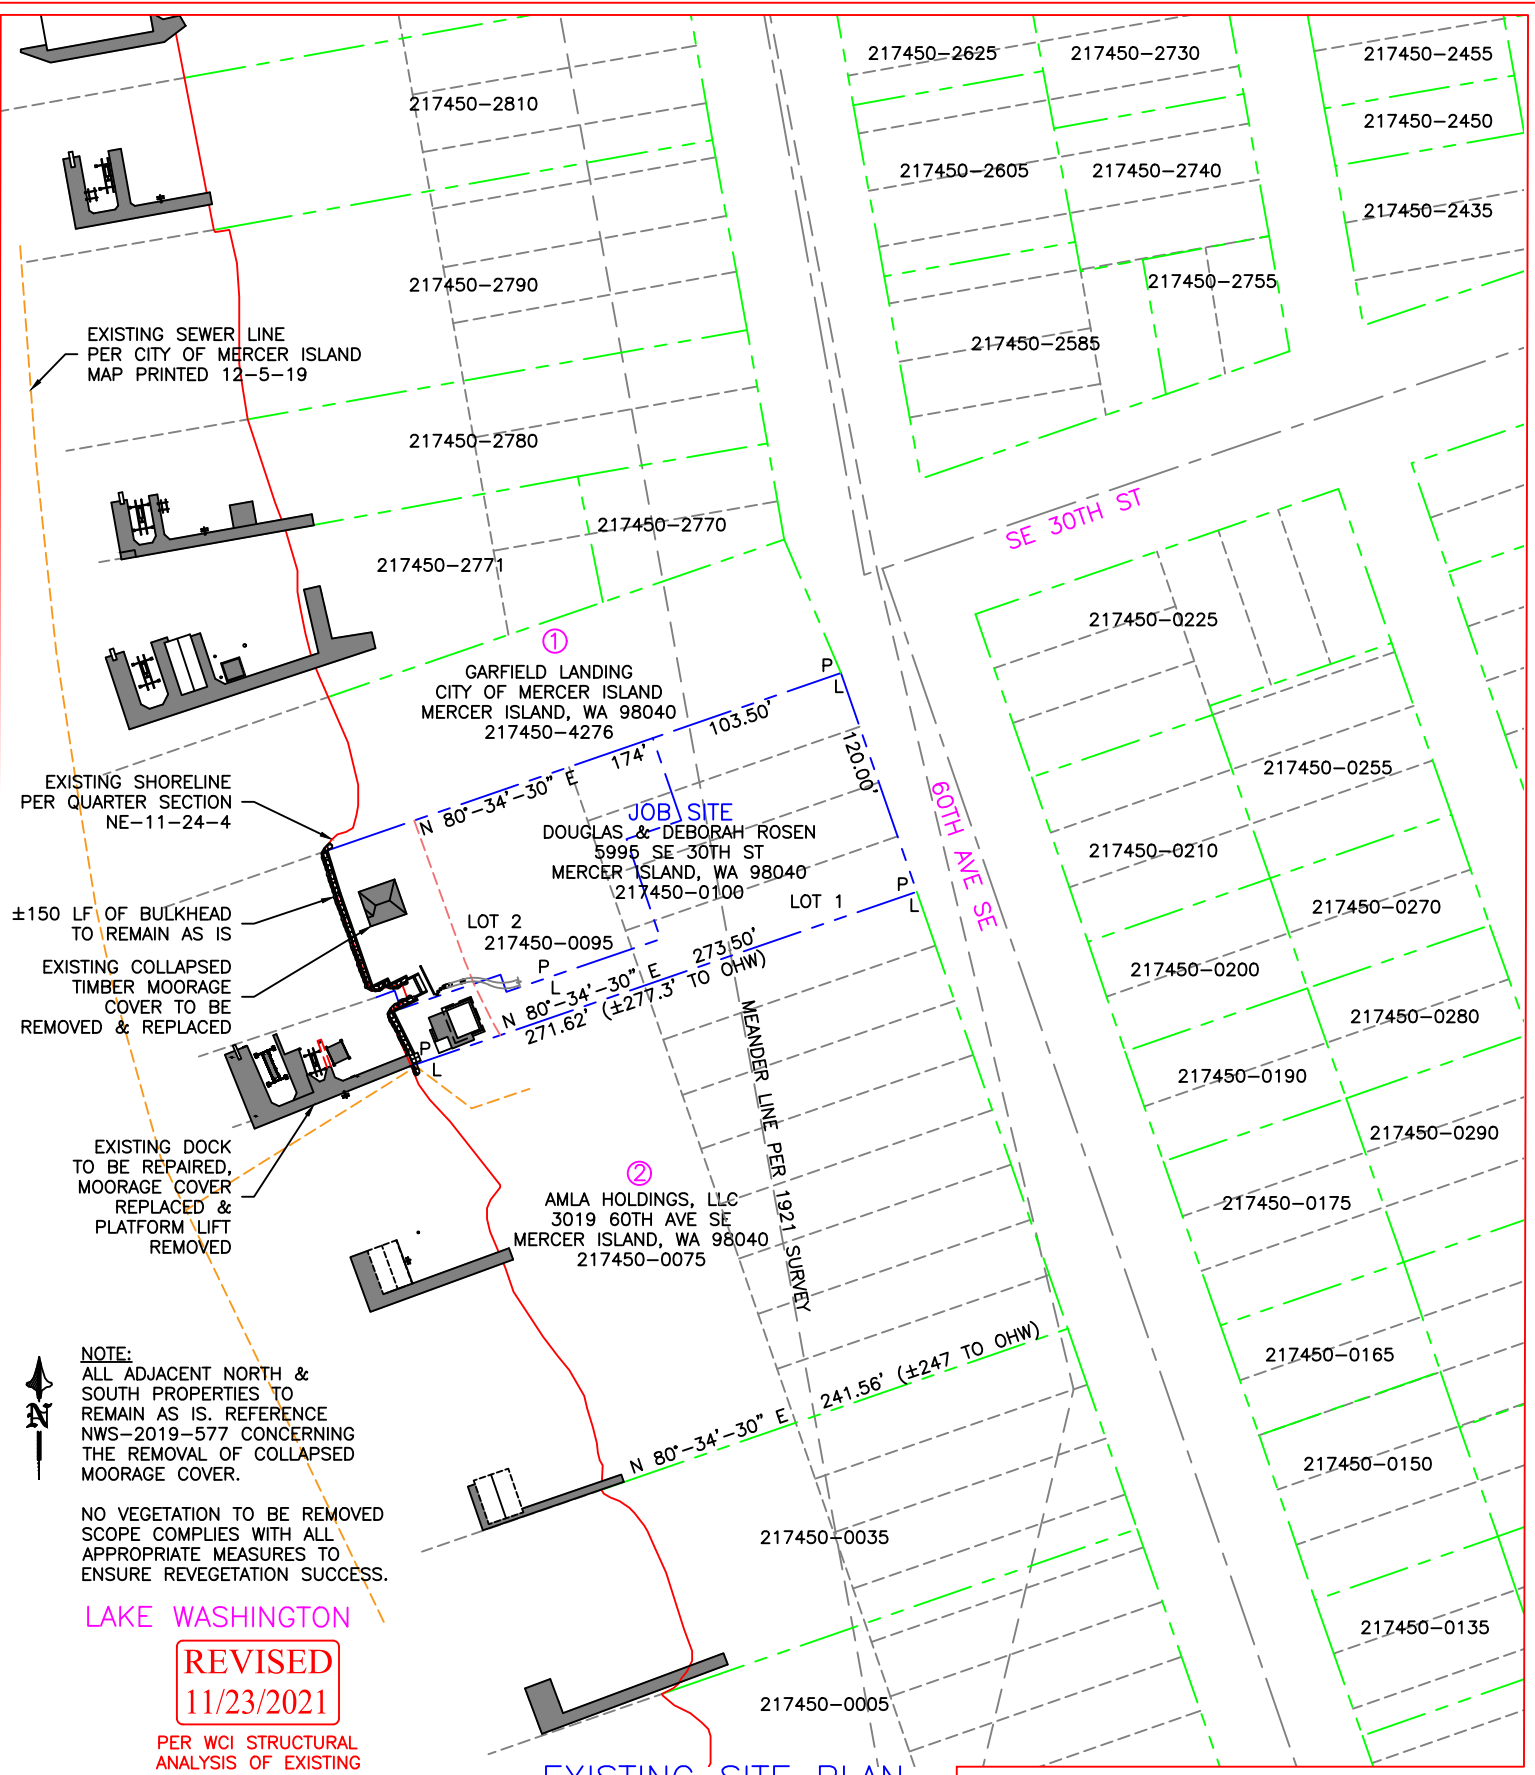 217450-2625
217450-2730
217450-2455
217450-2810
217450-2450
217450-2605
217450-2740
217450-2435
217450-2790
217450-2755
EXISTING SEWER LINE
PER CITY OF MERCER ISLAND
MAP PRINTED 12-5-19
217450-2585
217450-2780
SE 30TH ST
217450-2770
217450-2771
217450-0225
1
GARFIELD LANDING
CITY OF MERCER ISLAND
MERCER ISLAND, WA 98040
217450-4276
P
L
103.50'
174'
N 80°-34'-30" E
120.00'
60TH AVE SE
217450-0255
EXISTING SHORELINE
PER QUARTER SECTION
NE-11-24-4
JOB SITE
DOUGLAS & DEBORAH ROSEN
5995 SE 30TH ST
MERCER ISLAND, WA 98040
217450-0100
217450-0210
P
L
LOT 1
217450-0270
±150 LF OF BULKHEAD
TO REMAIN AS IS
LOT 2
217450-0095
273.50'
P
L
N 80°-34'-30" E
271.62' (±277.3' TO OHW)
217450-0200
EXISTING COLLAPSED
TIMBER MOORAGE
COVER TO BE
REMOVED & REPLACED
217450-0280
P
L
MEANDER LINE PER 1921 SURVEY
217450-0190
217450-0290
EXISTING DOCK
TO BE REPAIRED,
MOORAGE COVER
REPLACED &
PLATFORM LIFT
REMOVED
2
AMLA HOLDINGS, LLC
3019 60TH AVE SE
MERCER ISLAND, WA 98040
217450-0075
217450-0175
217450-0165
N 80°-34'-30" E
241.56' (±247 TO OHW)
N
NOTE:
ALL ADJACENT NORTH &
SOUTH PROPERTIES TO
REMAIN AS IS. REFERENCE
NWS-2019-577 CONCERNING
THE REMOVAL OF COLLAPSED
MOORAGE COVER.
NO VEGETATION TO BE REMOVED
SCOPE COMPLIES WITH ALL
APPROPRIATE MEASURES TO
ENSURE REVEGETATION SUCCESS.
217450-0150
217450-0035
217450-0135
LAKE WASHINGTON
REVISED
11/23/2021
PER WCI STRUCTURAL
ANALYSIS OF EXISTING
217450-0005
EXISTING SITE PLAN